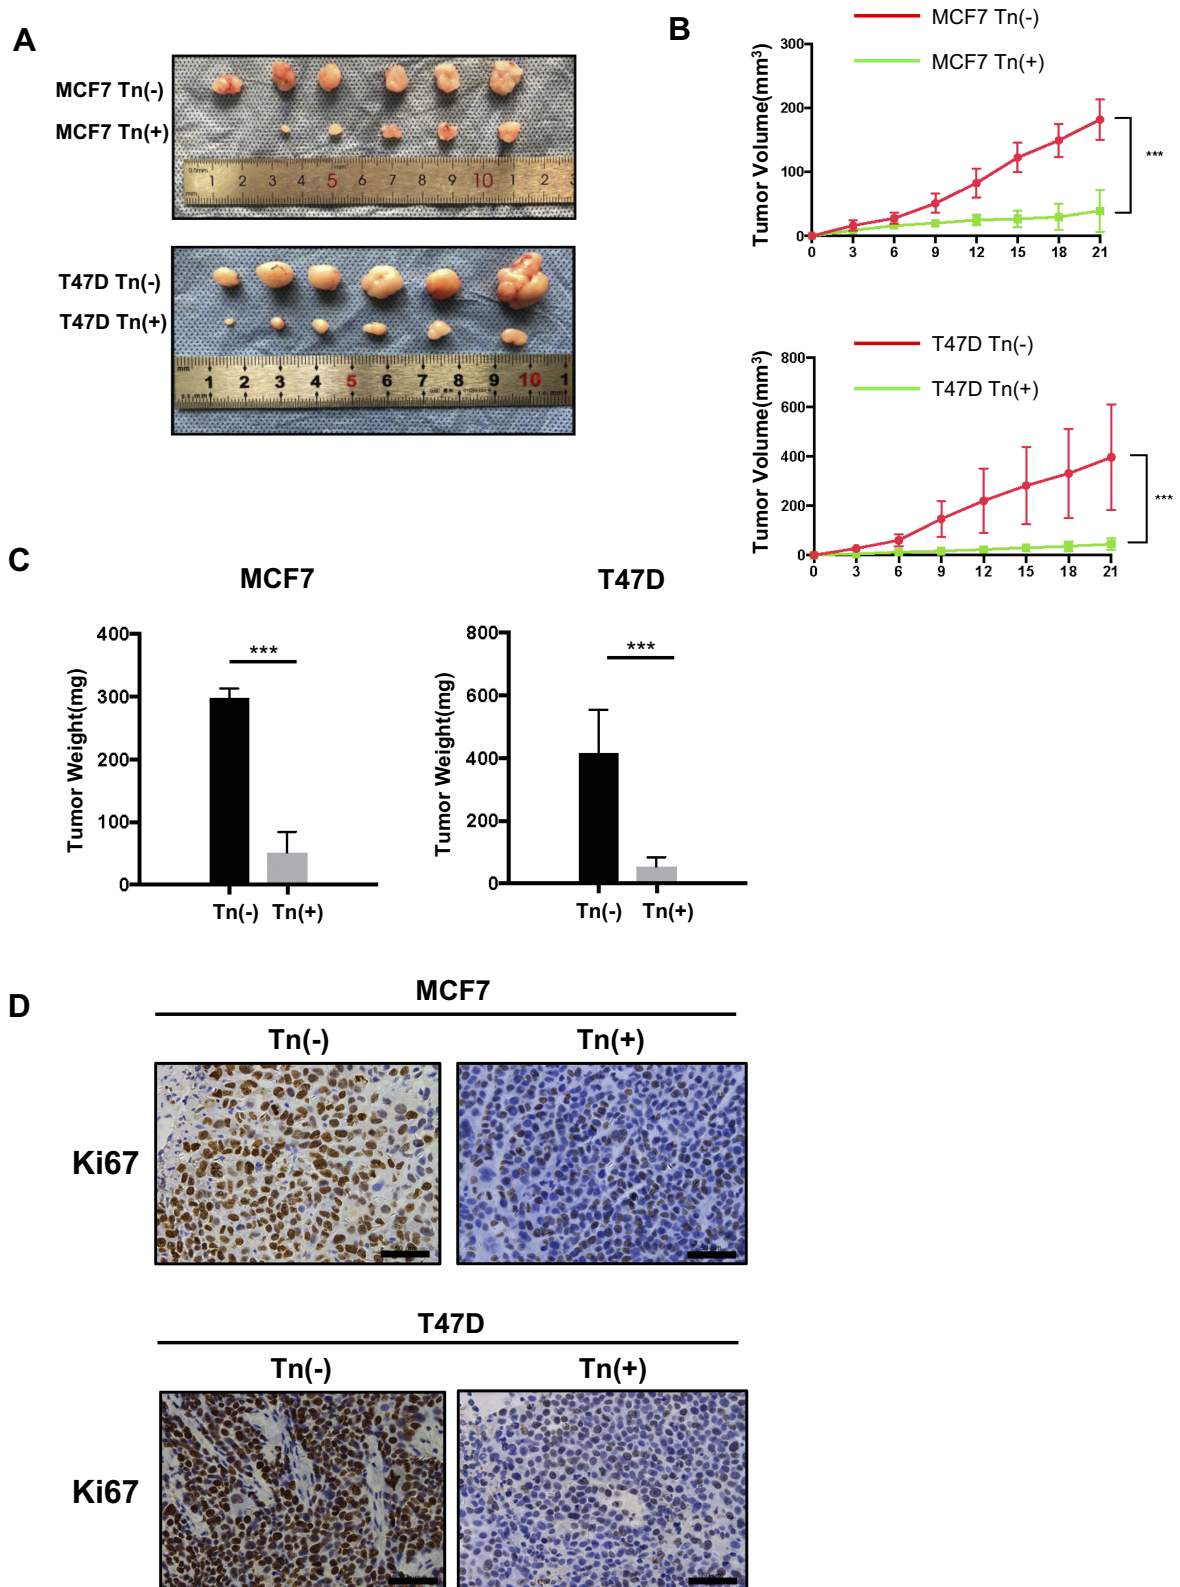 A
MCF7 Tn(-)
MCF7 Tn(+)
0.5mm
mm
1 2 3 4 5 6 7 8 9 10 1 2 3
T47D Tn(-)
T47D Tn(+)
mm
1 2 3 4 5 6 7 8 9 10 1
B
MCF7 Tn(-)
MCF7 Tn(+)
Tumor Volume(mm³)
300
200
100
0
0 3 6 9 12 15 18 21
***
T47D Tn(-)
T47D Tn(+)
Tumor Volume(mm³)
800
600
400
200
0
0 3 6 9 12 15 18 21
***
C
MCF7
Tumor Weight(mg)
400
300
200
100
0
***
Tn(-) Tn(+)
T47D
Tumor Weight(mg)
800
600
400
200
0
***
Tn(-) Tn(+)
D
MCF7
Tn(-) Tn(+)
Ki67
T47D
Tn(-) Tn(+)
Ki67